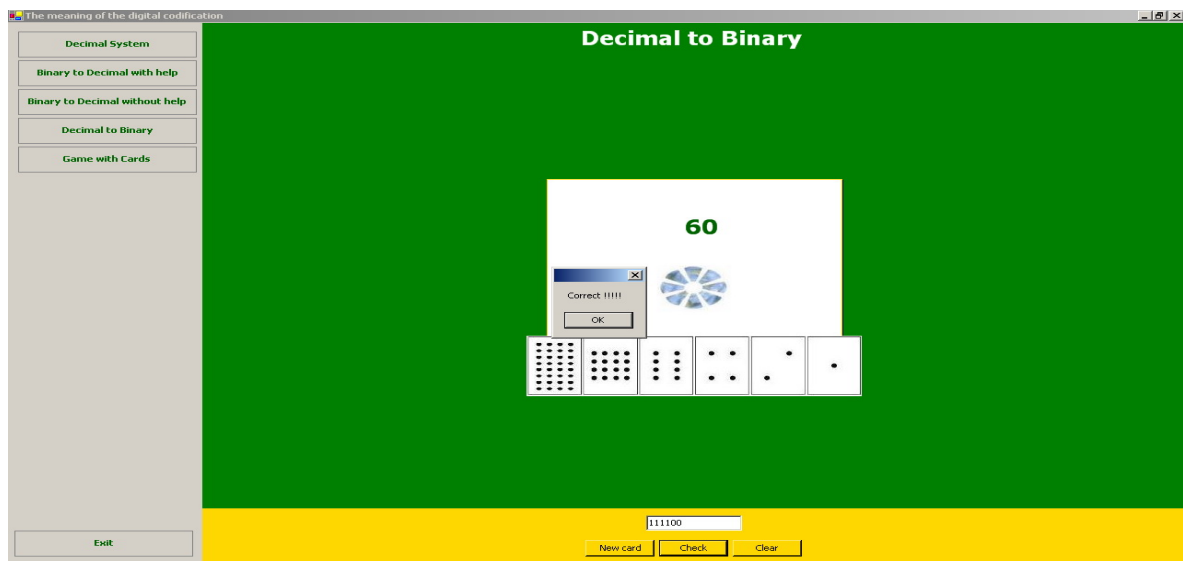 The meaning of the digital codification
Decimal System
Binary to Decimal with help
Binary to Decimal without help
Decimal to Binary
Game with Cards
Exit
Decimal to Binary
60
Correct !!!!!
OK
111100
New card
Check
Clear